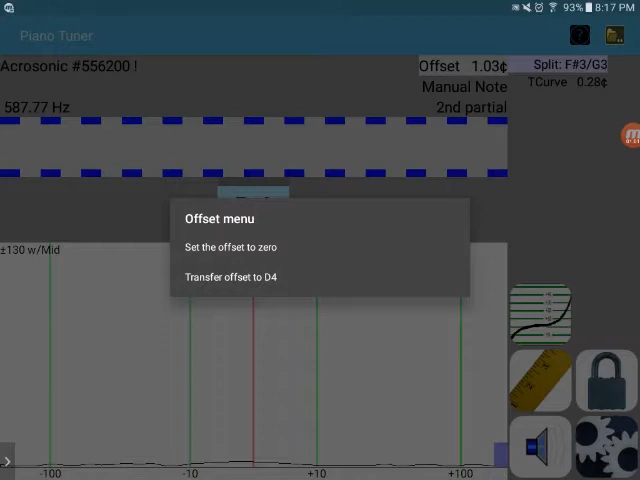 93% 8:17 PM
Piano Tuner
Acrosonic #556200 !
Offset 1.03¢
Split: F#3/G3
Manual Note
TCurve 0.28¢
587.77 Hz
2nd partial
Offset menu
Set the offset to zero
Transfer offset to D4
±130 w/Mid
-100
-10
+10
+100